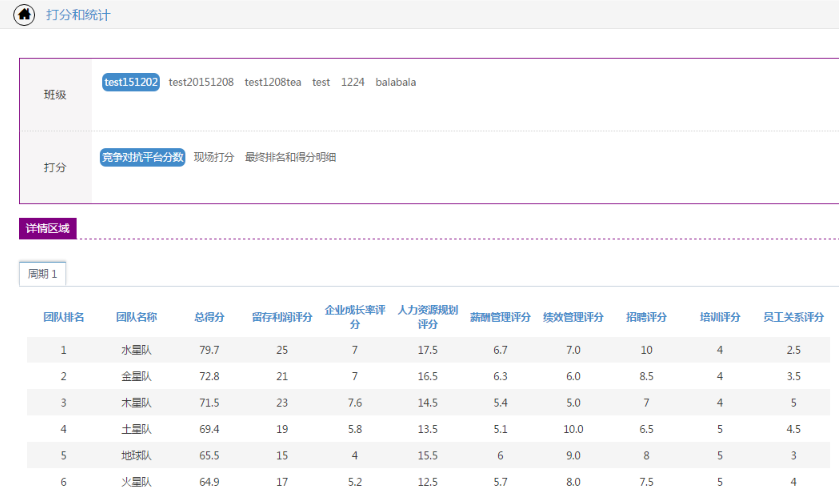 打分和统计
班级 test151202 test20151208 test1208tea test 1224 balabala
打分 竞争对抗平台分数 现场打分 最终排名和得分明细
详情区域
周期 1
团队排名 团队名称 总得分 留存利润评分 企业成长率评分 人力资源规划评分 薪酬管理评分 绩效管理评分 招聘评分 培训评分 员工关系评分
1 水星队 79.7 25 7 17.5 6.7 7.0 10 4 2.5
2 金星队 72.8 21 7 16.5 6.3 6.0 8.5 4 3.5
3 木星队 71.5 23 7.6 14.5 5.4 5.0 7 4 5
4 土星队 69.4 19 5.8 13.5 5.1 10.0 6.5 5 4.5
5 地球队 65.5 15 4 15.5 6 9.0 8 5 3
6 火星队 64.9 17 5.2 12.5 5.7 8.0 7.5 5 4